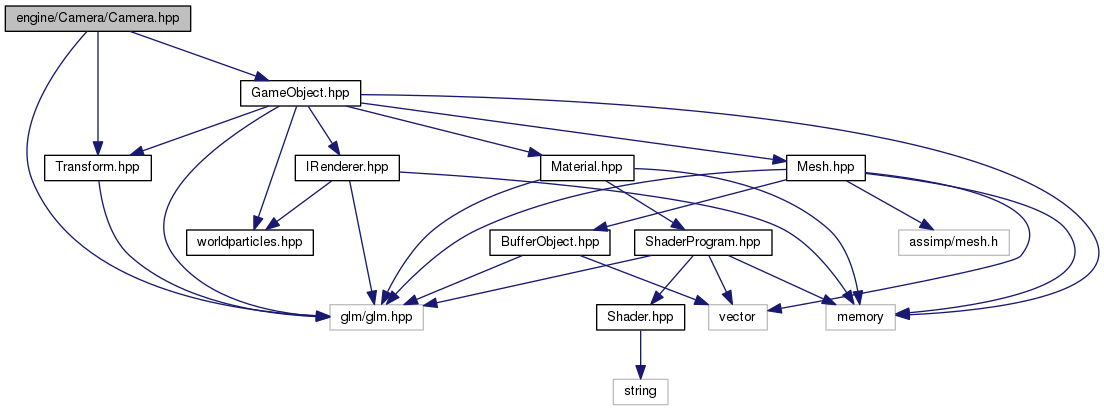 engine/Camera/Camera.hpp
GameObject.hpp
Transform.hpp
IRenderer.hpp
Material.hpp
Mesh.hpp
worldparticles.hpp
BufferObject.hpp
ShaderProgram.hpp
assimp/mesh.h
glm/glm.hpp
Shader.hpp
vector
memory
string